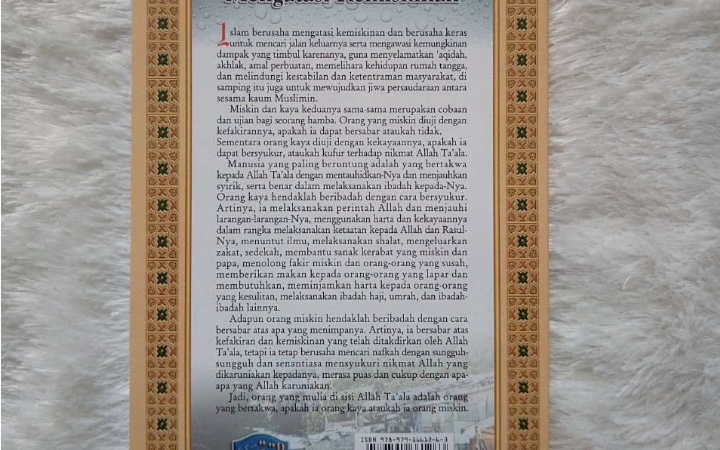 Mengatasi Kemiskinan
Islam berusaha mengatasi kemiskinan dan berusaha keras
untuk mencari jalan keluarnya serta mengawasi kemungkinan
dampak yang timbul karenanya, guna menyelamatkan 'aqidah,
akhlak, amal perbuatan, memelihara kehidupan rumah tangga,
dan melindungi kestabilan dan ketentraman masyarakat, di
samping itu juga untuk mewujudkan jiwa persaudaraan antara
sesama kaum Muslimin.
Miskin dan kaya keduanya sama-sama merupakan cobaan
dan ujian bagi seorang hamba. Orang yang miskin diuji dengan
kefakirannya, apakah ia dapat bersabar ataukah tidak.
Sementara orang kaya diuji dengan kekayaannya, apakah ia
dapat bersyukur, ataukah kufur terhadap nikmat Allah Ta'ala.
Manusia yang paling beruntung adalah yang bertakwa
kepada Allah Ta'ala dengan mentauhidkan-Nya dan menjauhkan
syirik, serta benar dalam melaksanakan ibadah kepada-Nya.
Orang kaya hendaklah beribadah dengan cara bersyukur.
Artinya, ia melaksanakan perintah Allah dan menjauhi
larangan-larangan-Nya, menggunakan harta dan kekayaannya
dalam rangka melaksanakan ketaatan kepada Allah dan Rasul-
Nya, menuntut ilmu, melaksanakan shalat, mengeluarkan
zakat, sedekah, membantu sanak kerabat yang miskin dan
papa, menolong fakir miskin dan orang-orang yang susah,
memberikan makan kepada orang-orang yang lapar dan
membutuhkan, meminjamkan harta kepada orang-orang
yang kesulitan, melaksanakan ibadah haji, umrah, dan ibadah-
ibadah lainnya.
Adapun orang miskin hendaklah beribadah dengan cara
bersabar atas apa yang menimpanya. Artinya, ia bersabar atas
kefakiran dan kemiskinan yang telah ditakdirkan oleh Allah
Ta'ala, tetapi ia tetap berusaha mencari nafkah dengan sungguh-
sungguh dan senantiasa mensyukuri nikmat Allah yang
dikaruniakan kepadanya, merasa puas dan cukup dengan apa-
apa yang Allah karuniakan.
Jadi, orang yang mulia di sisi Allah Ta'ala adalah orang
yang bertakwa, apakah ia orang kaya ataukah ia orang miskin.
ISBN 978-979-16612-6-3